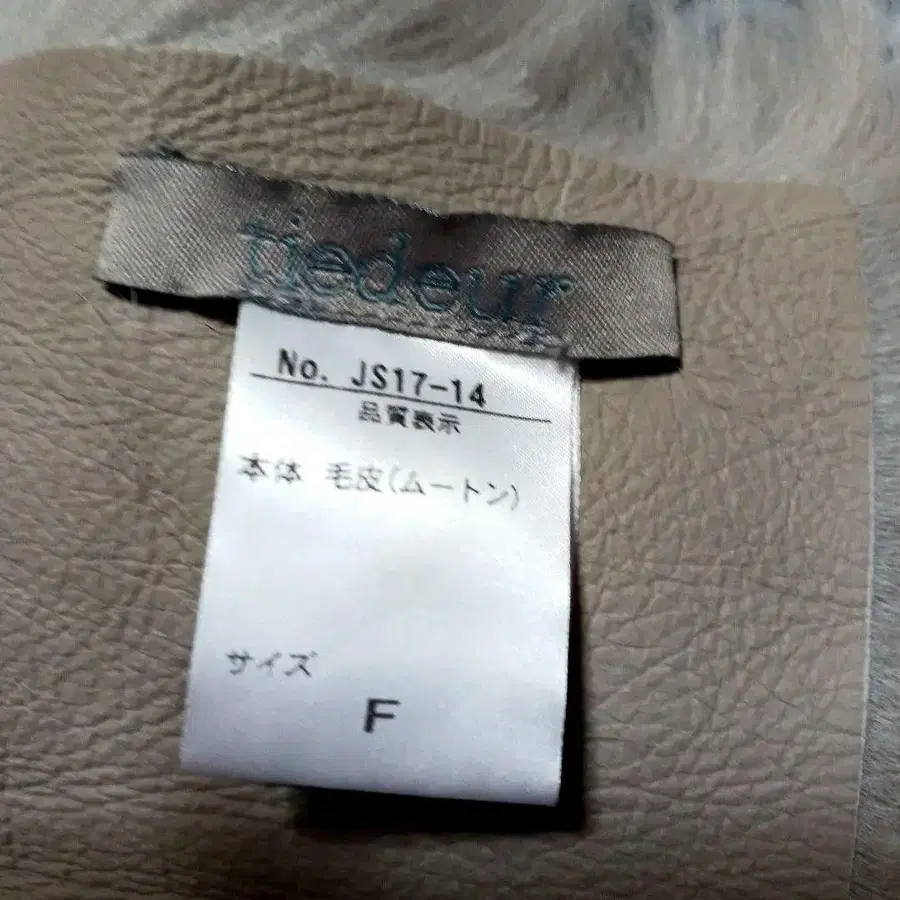 tiedeur
No. JS17-14
品質表示
本体 毛皮(ムートン)
サイズ
F